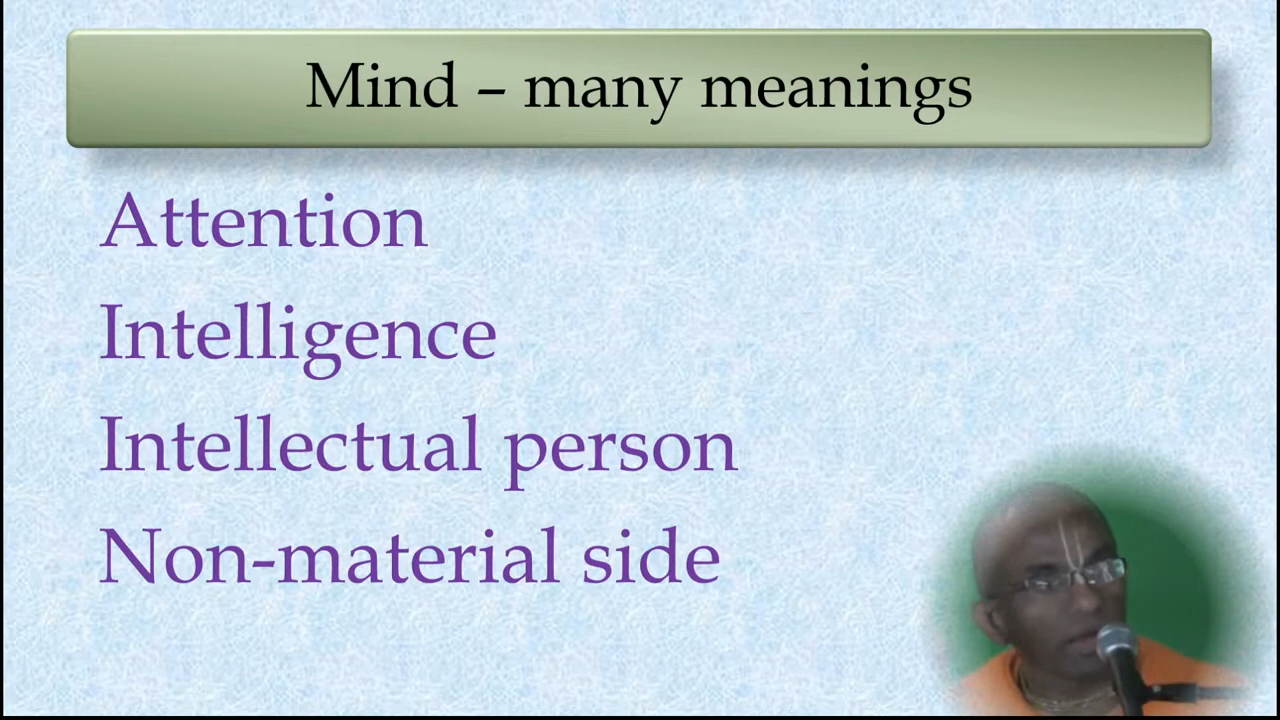 Mind – many meanings
Attention
Intelligence
Intellectual person
Non-material side